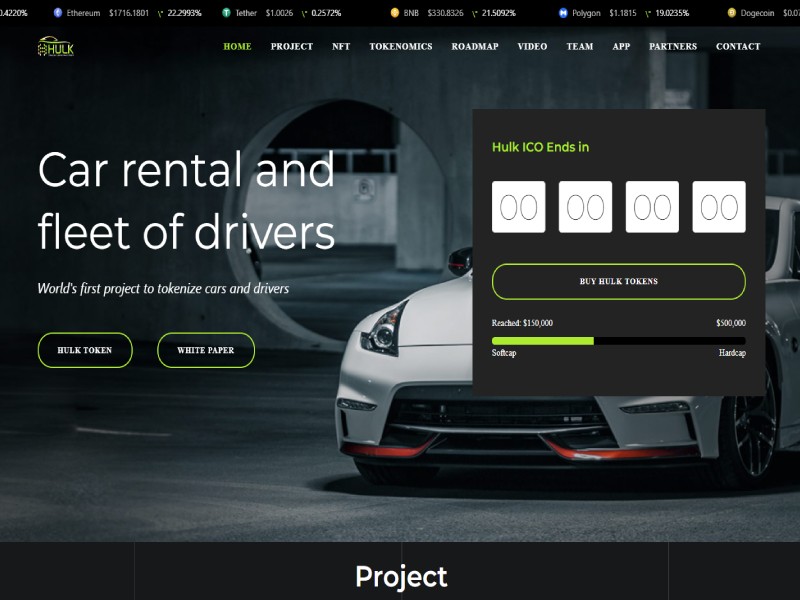 0.4220% Ethereum $1716.1801 22.2993% Tether $1.0026 0.2572% BNB $330.8326 21.5092% Polygon $1.1815 19.0235% Dogecoin $0.07
HULK
HOME PROJECT NFT TOKENOMICS ROADMAP VIDEO TEAM APP PARTNERS CONTACT
Car rental and
fleet of drivers
World's first project to tokenize cars and drivers
HULK TOKEN WHITE PAPER
Hulk ICO Ends in
00 00 00 00
BUY HULK TOKENS
Reached: $150,000 $500,000
Softcap Hardcap
Project